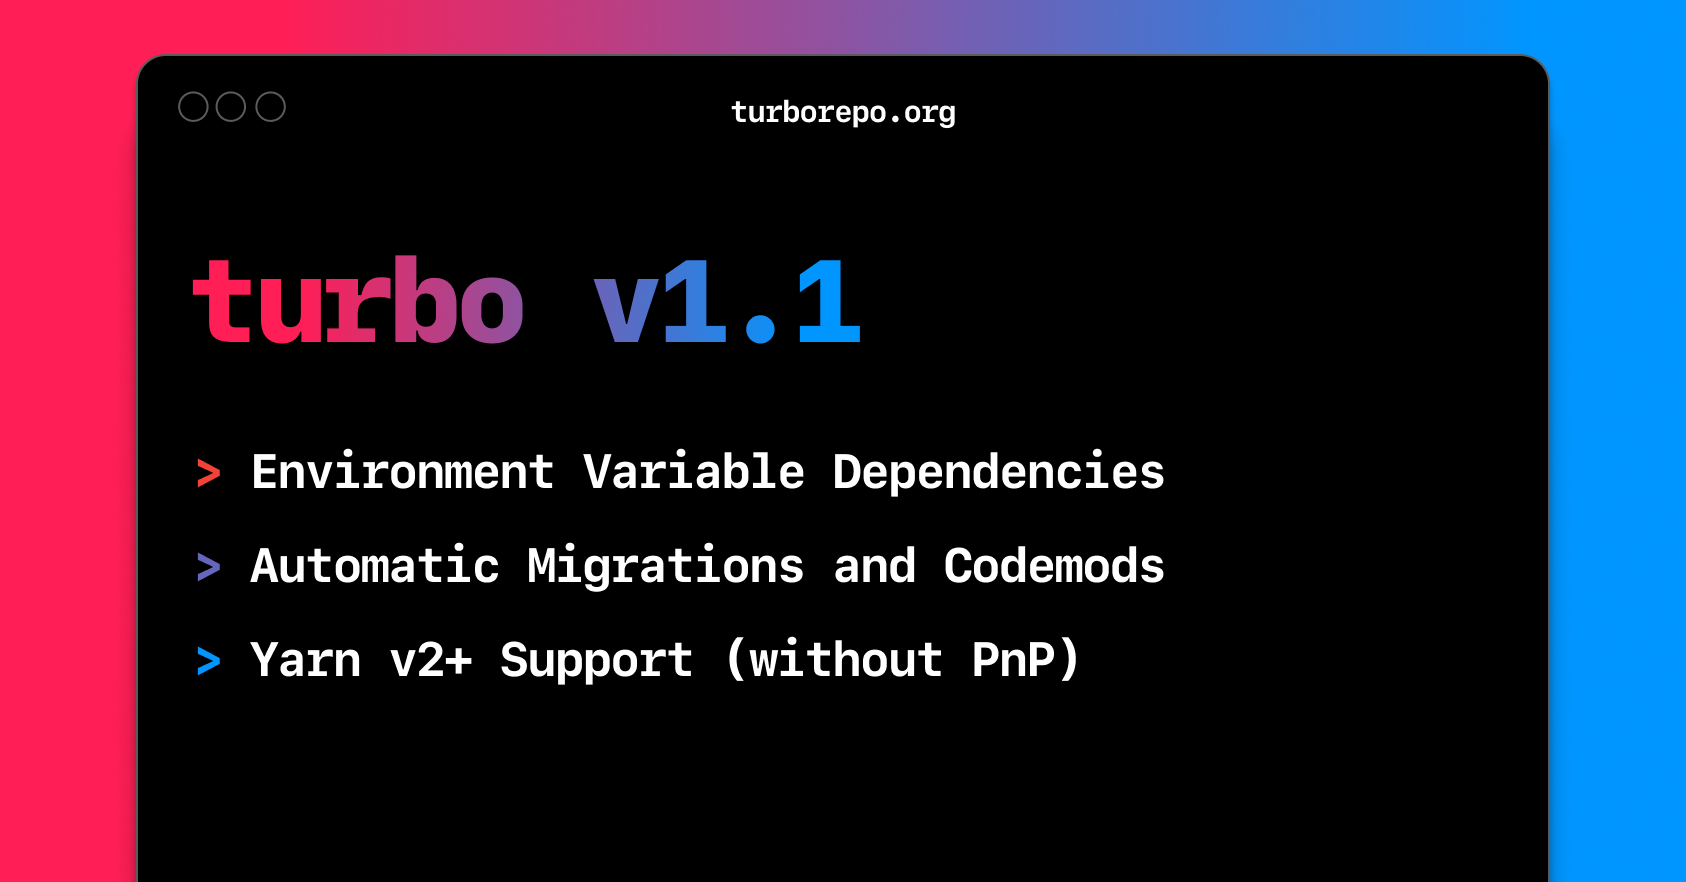 turborepo.org
turbo v1.1
> Environment Variable Dependencies
> Automatic Migrations and Codemods
> Yarn v2+ Support (without PnP)